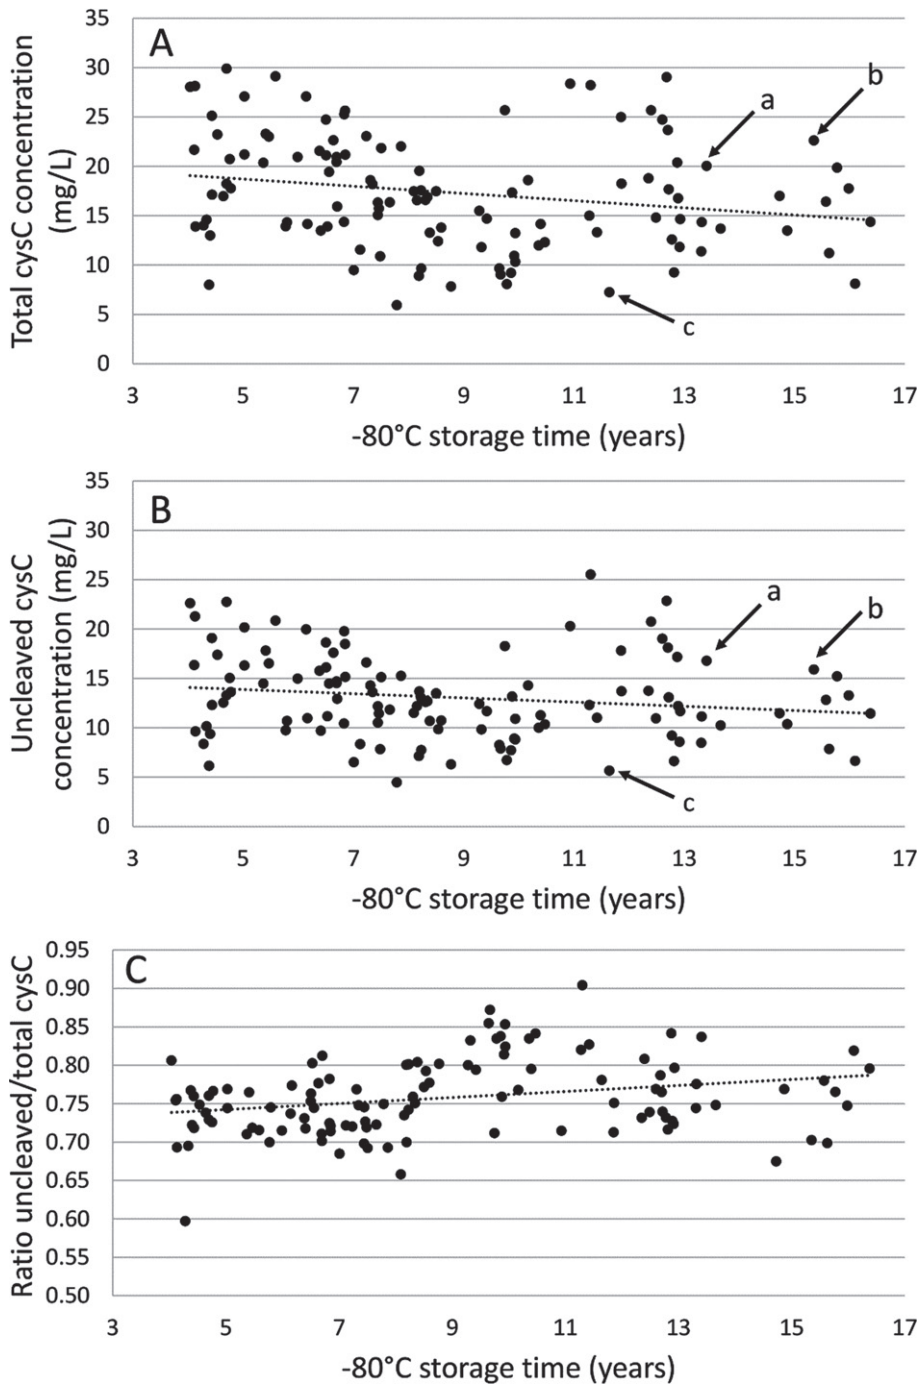 A
Total cysC concentration
(mg/L)
35
30
25
20
15
10
5
0
a
b
c
3 5 7 9 11 13 15 17
-80°C storage time (years)
B
Uncleaved cysC
concentration (mg/L)
35
30
25
20
15
10
5
0
a
b
c
3 5 7 9 11 13 15 17
-80°C storage time (years)
C
Ratio uncleaved/total cysC
0.95
0.90
0.85
0.80
0.75
0.70
0.65
0.60
0.55
0.50
3 5 7 9 11 13 15 17
-80°C storage time (years)